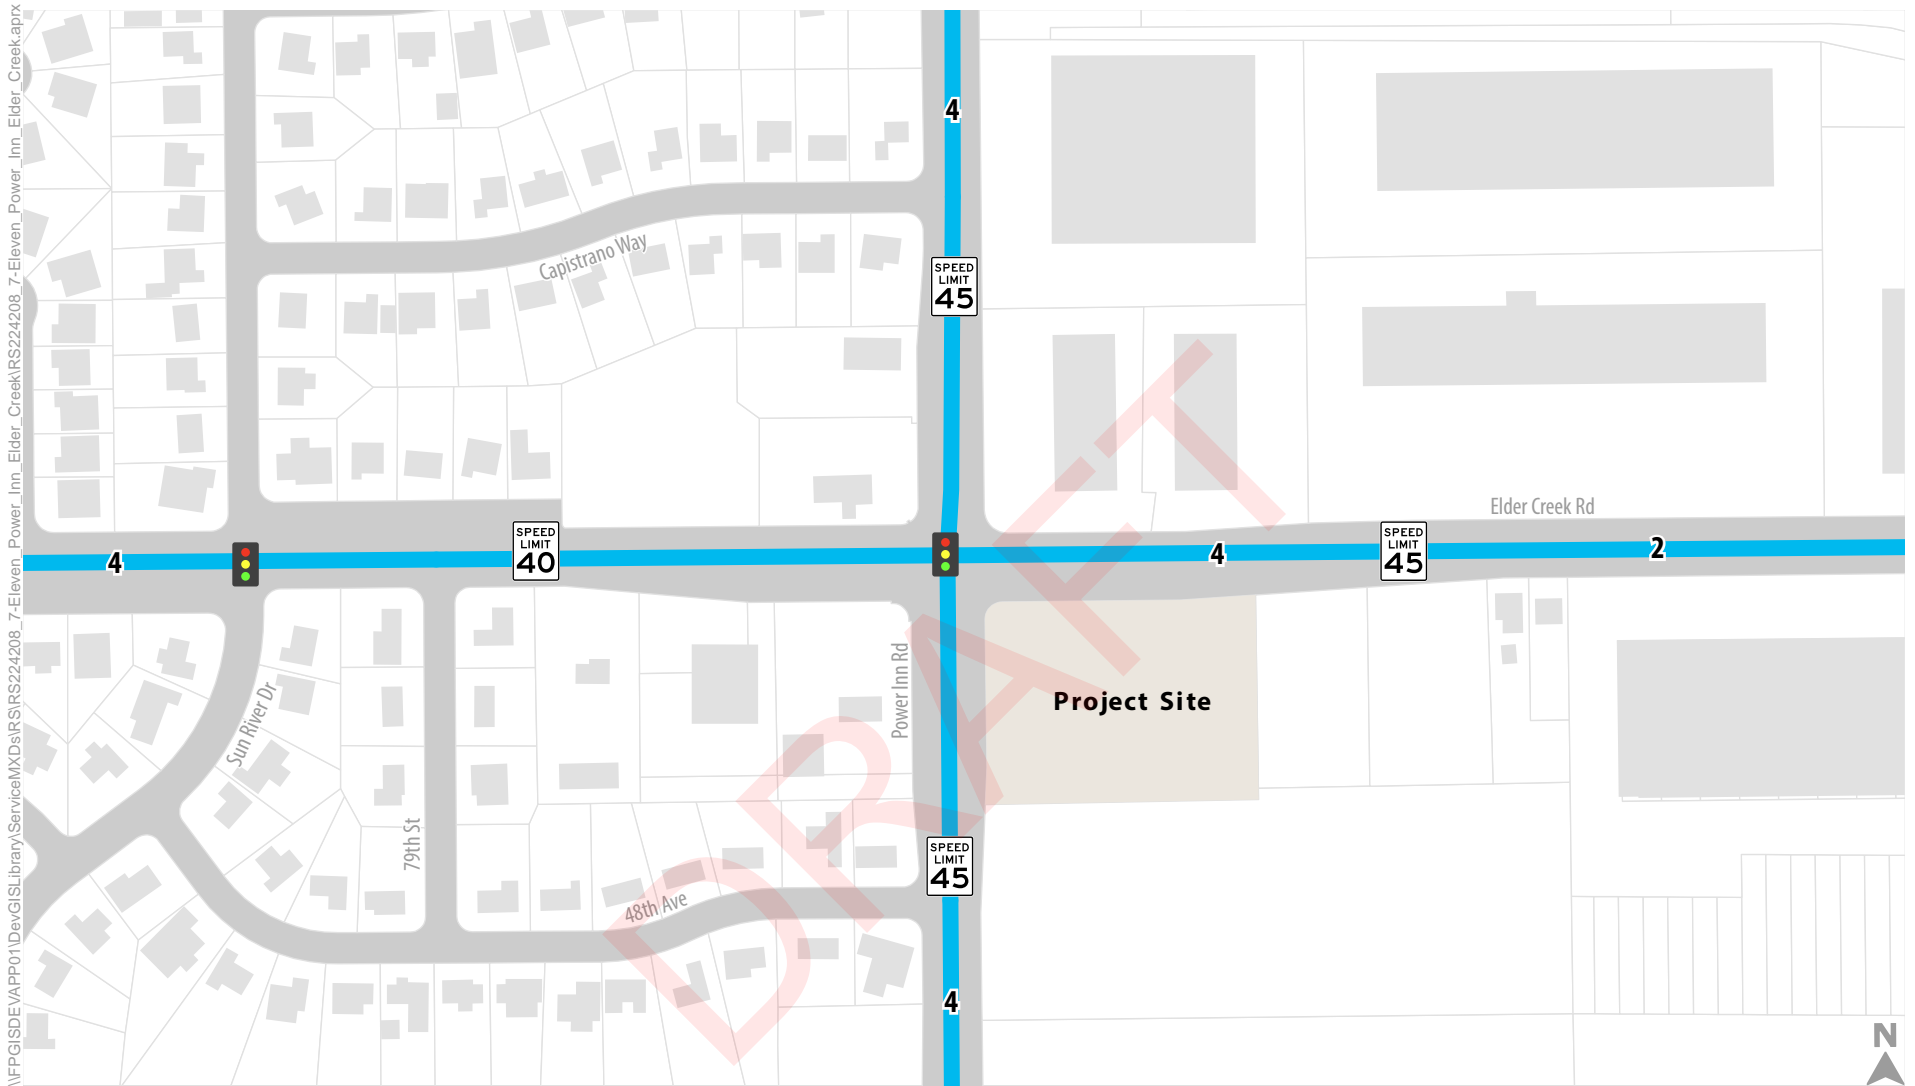 \\FPGISDEVAPP01\DevGISLibrary\ServiceMXDs\RS\RS224208_7-Eleven_Power_Inn_Elder_Creek\RS224208_7-Eleven_Power_Inn_Elder_Creek.aprx
4
Capistrano Way
SPEED
LIMIT
45
Elder Creek Rd
4
SPEED
LIMIT
40
4
SPEED
LIMIT
45
2
Power Inn Rd
Project Site
Sun River Dr
79th St
SPEED
LIMIT
45
48th Ave
4
DRAFT
N